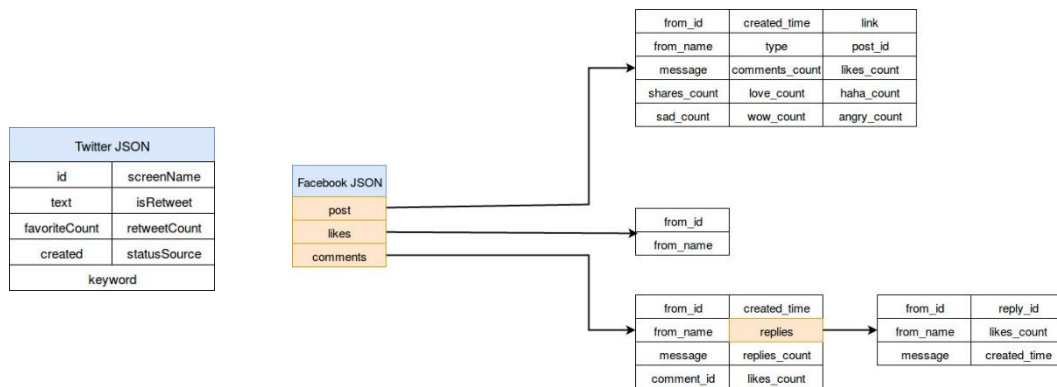 Twitter JSON
id screenName
text isRetweet
favoriteCount retweetCount
created statusSource
keyword
Facebook JSON
post
likes
comments
from_id created_time link
from_name type post_id
message comments_count likes_count
shares_count love_count haha_count
sad_count wow_count angry_count
from_id
from_name
from_id created_time
from_name replies
message replies_count
comment_id likes_count
from_id reply_id
from_name likes_count
message created_time